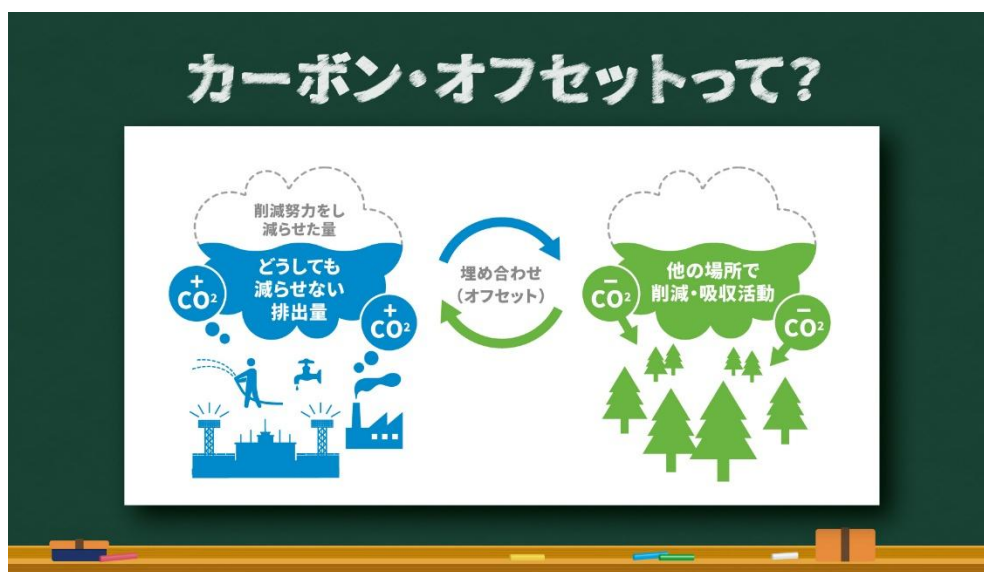 カーボン・オフセットって?
削減努力をし
減らせた量
どうしても
減らせない
排出量
+
CO²
+
CO²
埋め合わせ
(オフセット)
他の場所で
削減・吸収活動
−
CO²
−
CO²